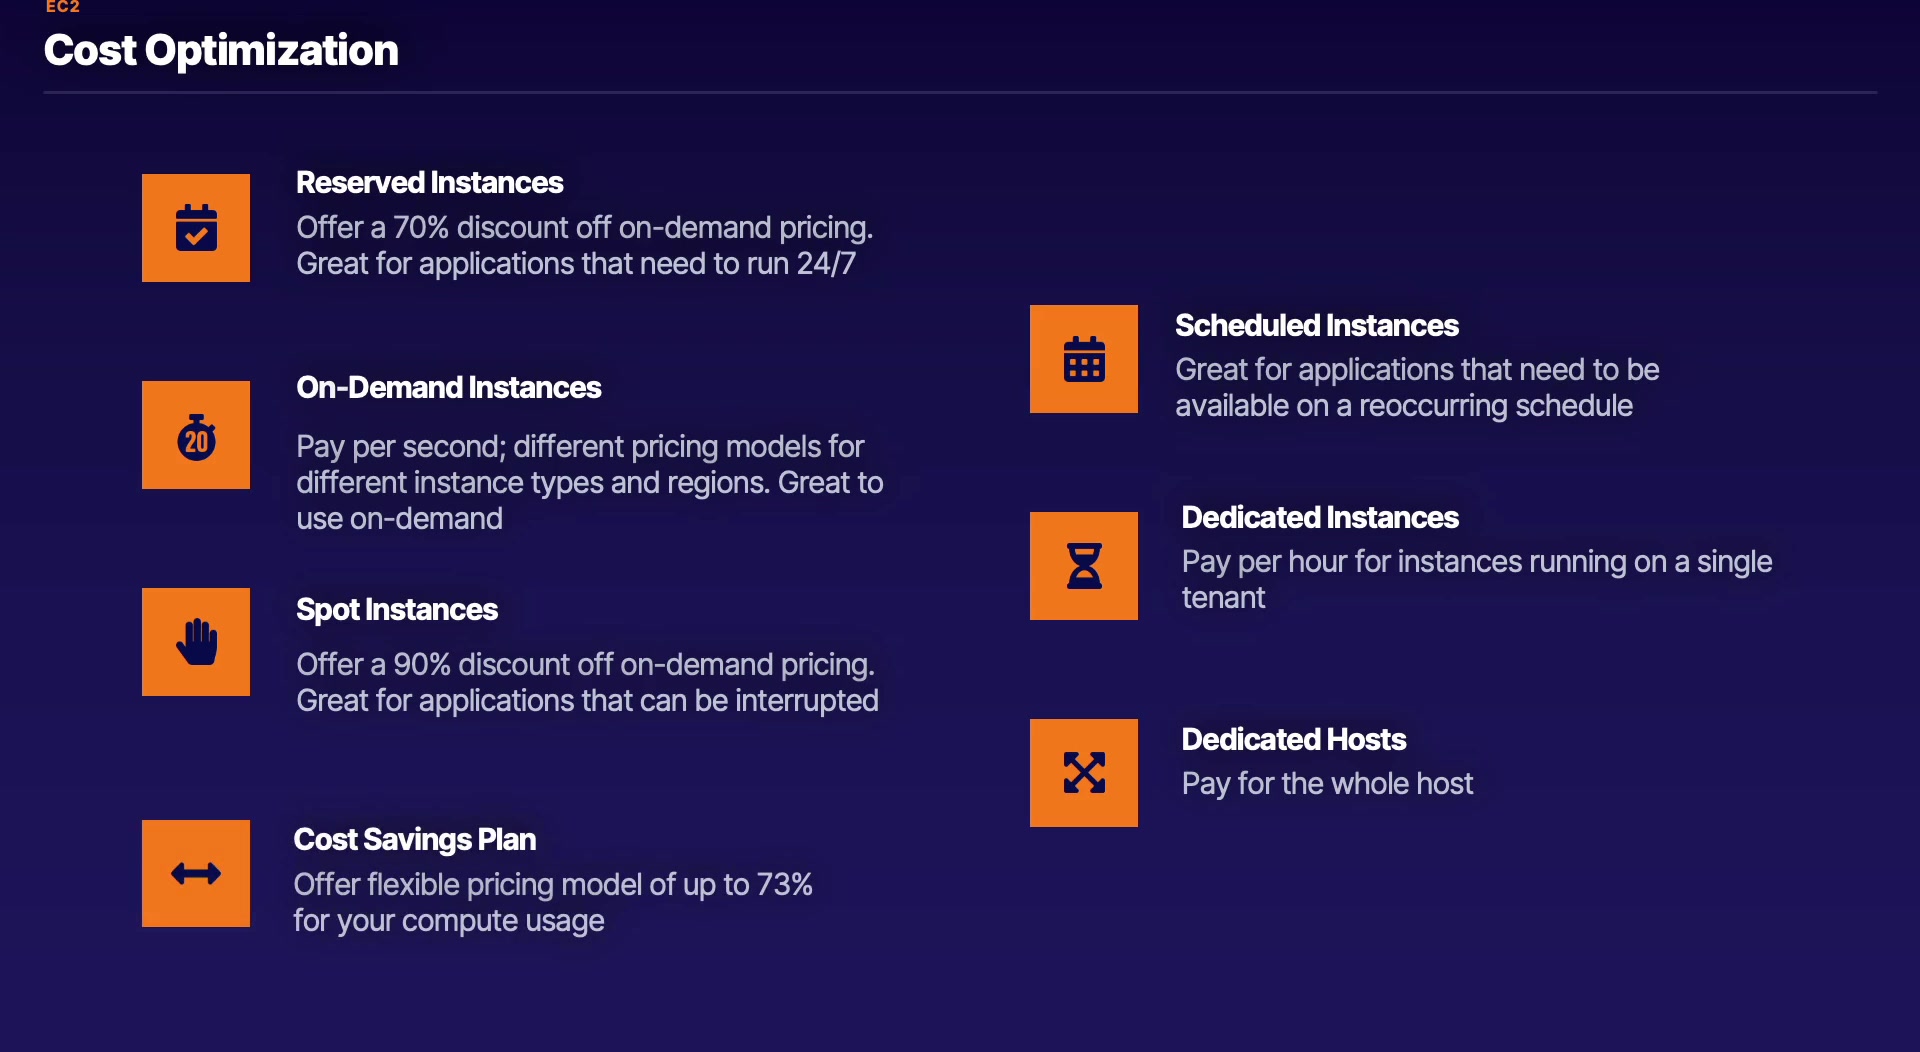 EC2
Cost Optimization
Reserved Instances
Offer a 70% discount off on-demand pricing.
Great for applications that need to run 24/7
On-Demand Instances
Pay per second; different pricing models for
different instance types and regions. Great to
use on-demand
Spot Instances
Offer a 90% discount off on-demand pricing.
Great for applications that can be interrupted
Cost Savings Plan
Offer flexible pricing model of up to 73%
for your compute usage
Scheduled Instances
Great for applications that need to be
available on a reoccurring schedule
Dedicated Instances
Pay per hour for instances running on a single
tenant
Dedicated Hosts
Pay for the whole host
20